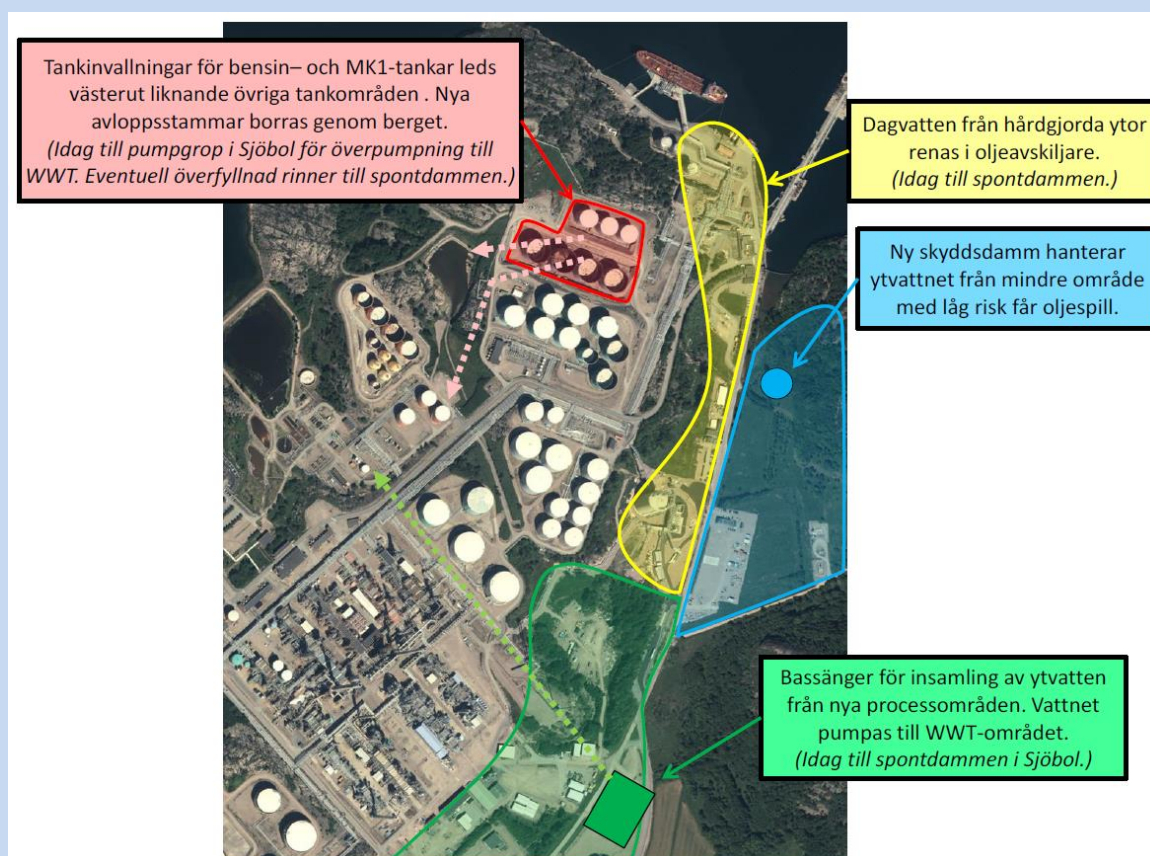 Tankinvallningar för bensin– och MK1-tankar leds
västerut liknande övriga tankområden . Nya
avloppsstammar borras genom berget.
(Idag till pumpgrop i Sjöbol för överpumpning till
WWT. Eventuell överfyllnad rinner till spontdammen.)
Dagvatten från hårdgjorda ytor
renas i oljeavskiljare.
(Idag till spontdammen.)
Ny skyddsdamm hanterar
ytvattnet från mindre område
med låg risk får oljespill.
Bassänger för insamling av ytvatten
från nya processområden. Vattnet
pumpas till WWT-området.
(Idag till spontdammen i Sjöbol.)